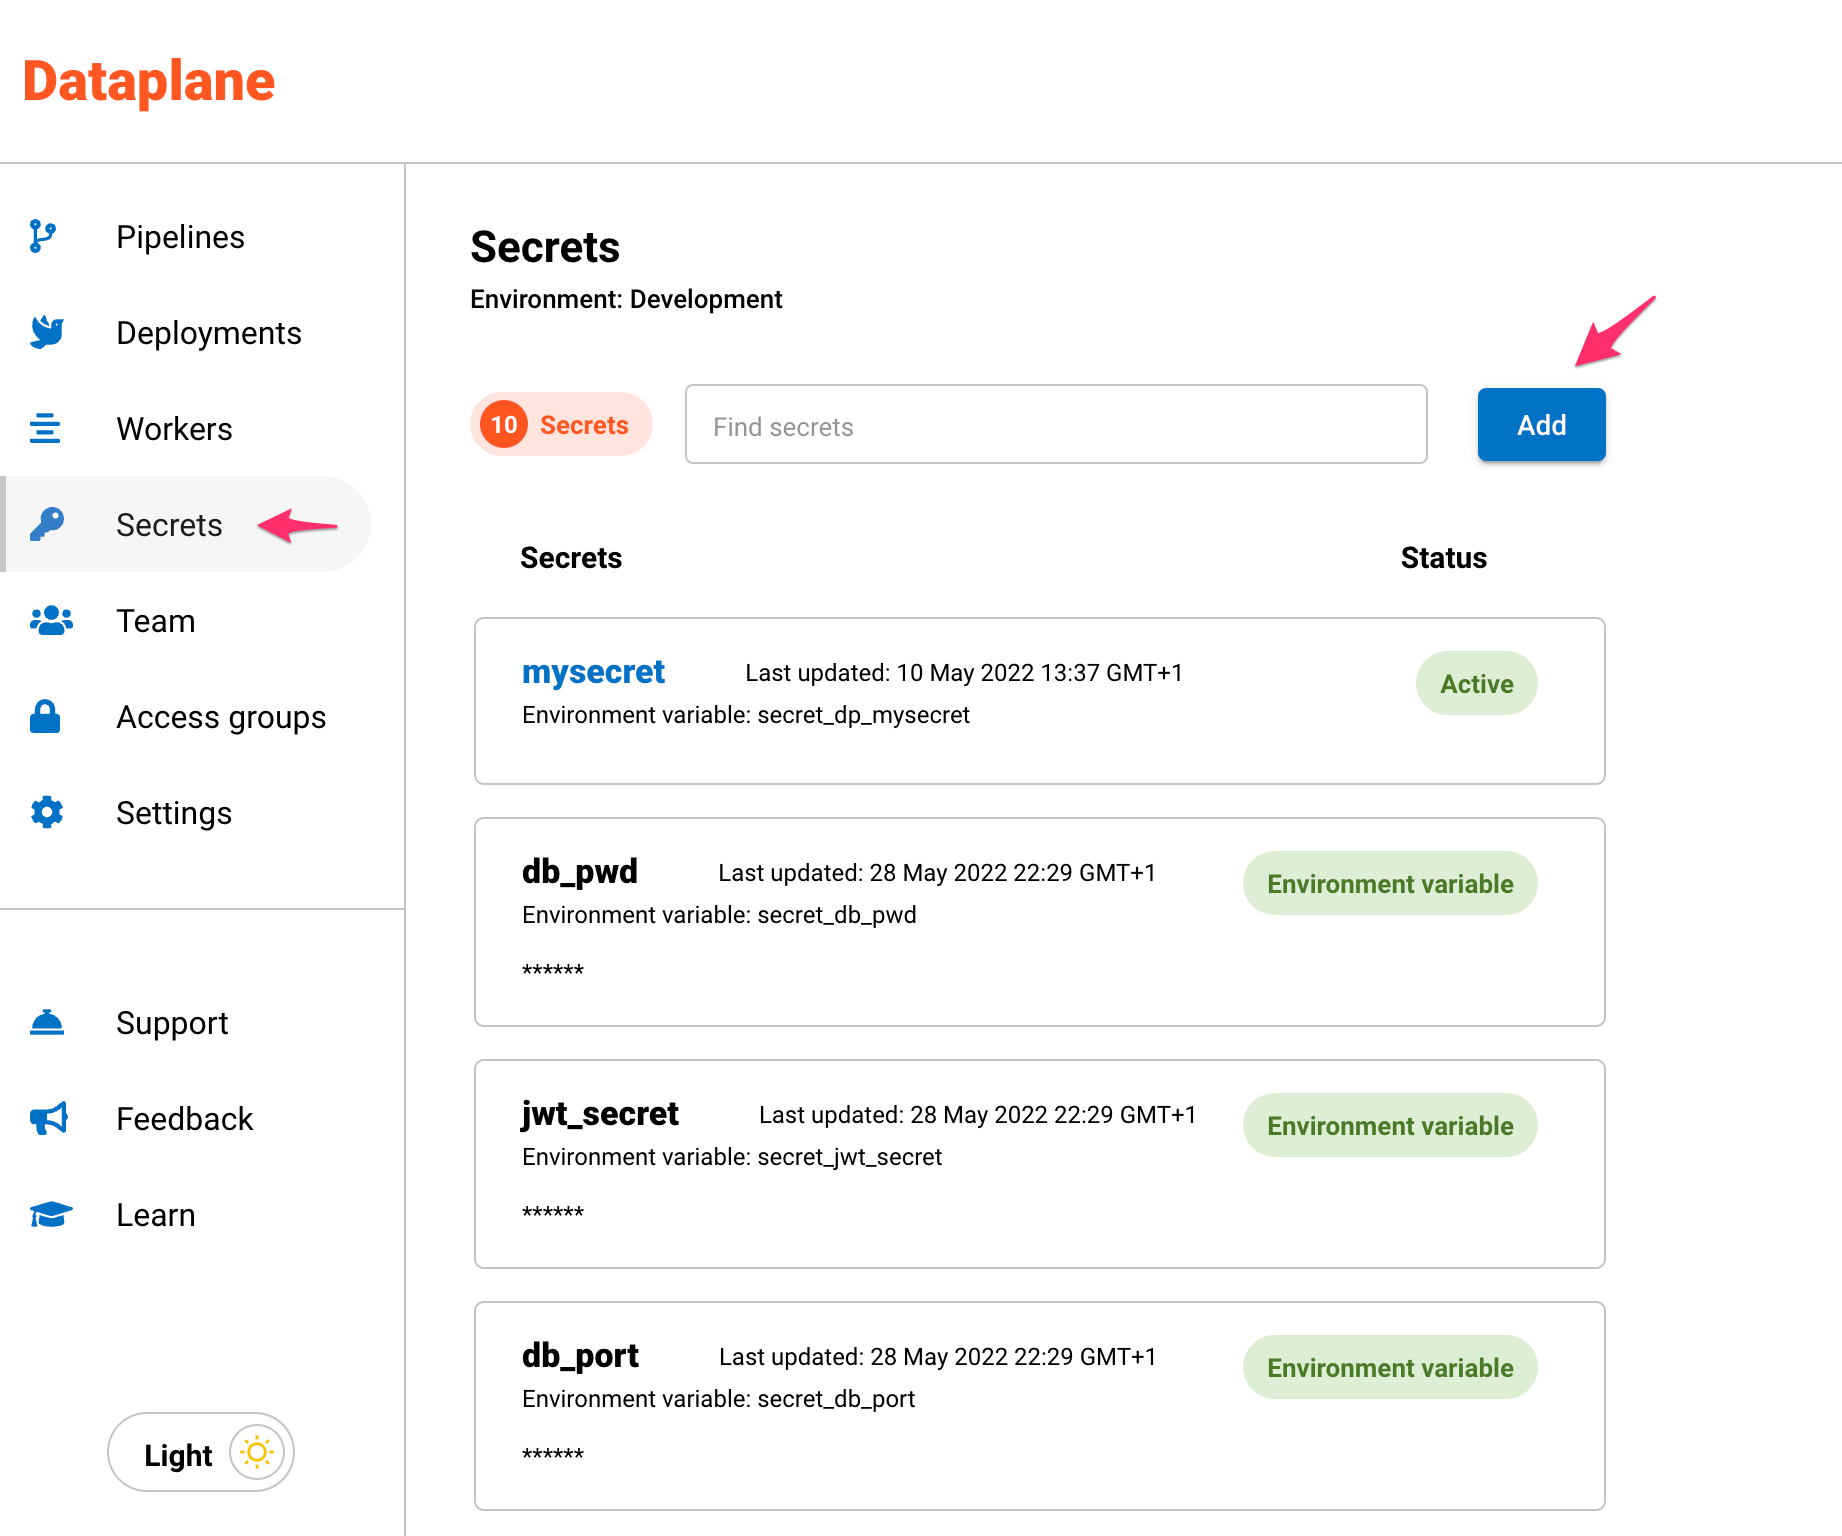 Dataplane
Pipelines
Deployments
Workers
Secrets
Team
Access groups
Settings
Support
Feedback
Learn
Light
Secrets
Environment: Development
10 Secrets
Find secrets
Add
Secrets Status
mysecret Last updated: 10 May 2022 13:37 GMT+1 Active
Environment variable: secret_dp_mysecret
db_pwd Last updated: 28 May 2022 22:29 GMT+1 Environment variable
Environment variable: secret_db_pwd
******
jwt_secret Last updated: 28 May 2022 22:29 GMT+1 Environment variable
Environment variable: secret_jwt_secret
******
db_port Last updated: 28 May 2022 22:29 GMT+1 Environment variable
Environment variable: secret_db_port
******